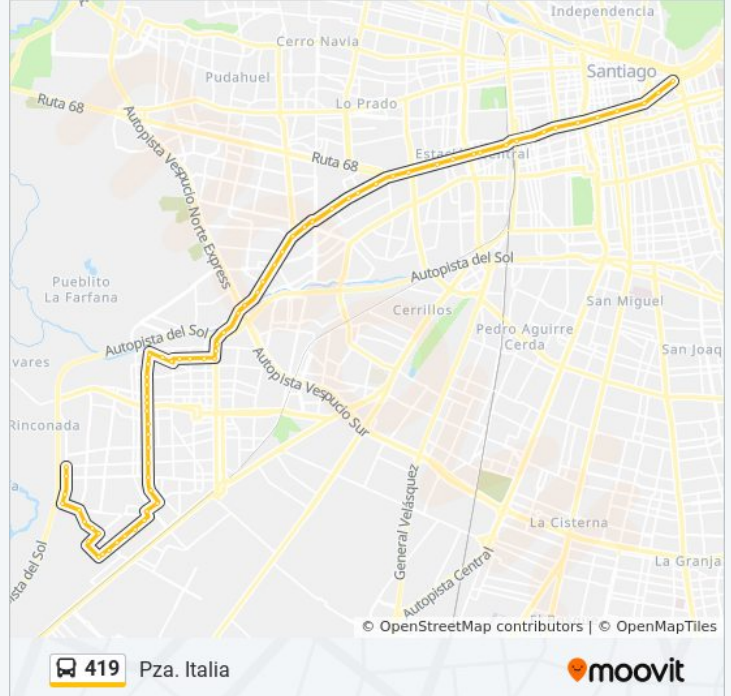 Independencia
Cerro Navia
Santiago
Pudahuel
Lo Prado
Ruta 68
Estación Central
Ruta 68
Autopista Vespucio Norte Express
Autopista del Sol
Pueblito
La Farfana
San Miguel
Cerrillos
Autopista del Sol
Pedro Aguirre
Cerda
San Joaq
vares
Autopista Vespucio Sur
Rinconada
a
General Velásquez
La Cisterna
ista del Sol
La Granja
Autopista Central
© OpenStreetMap contributors | © OpenMapTiles
419 Pza. Italia
moovit